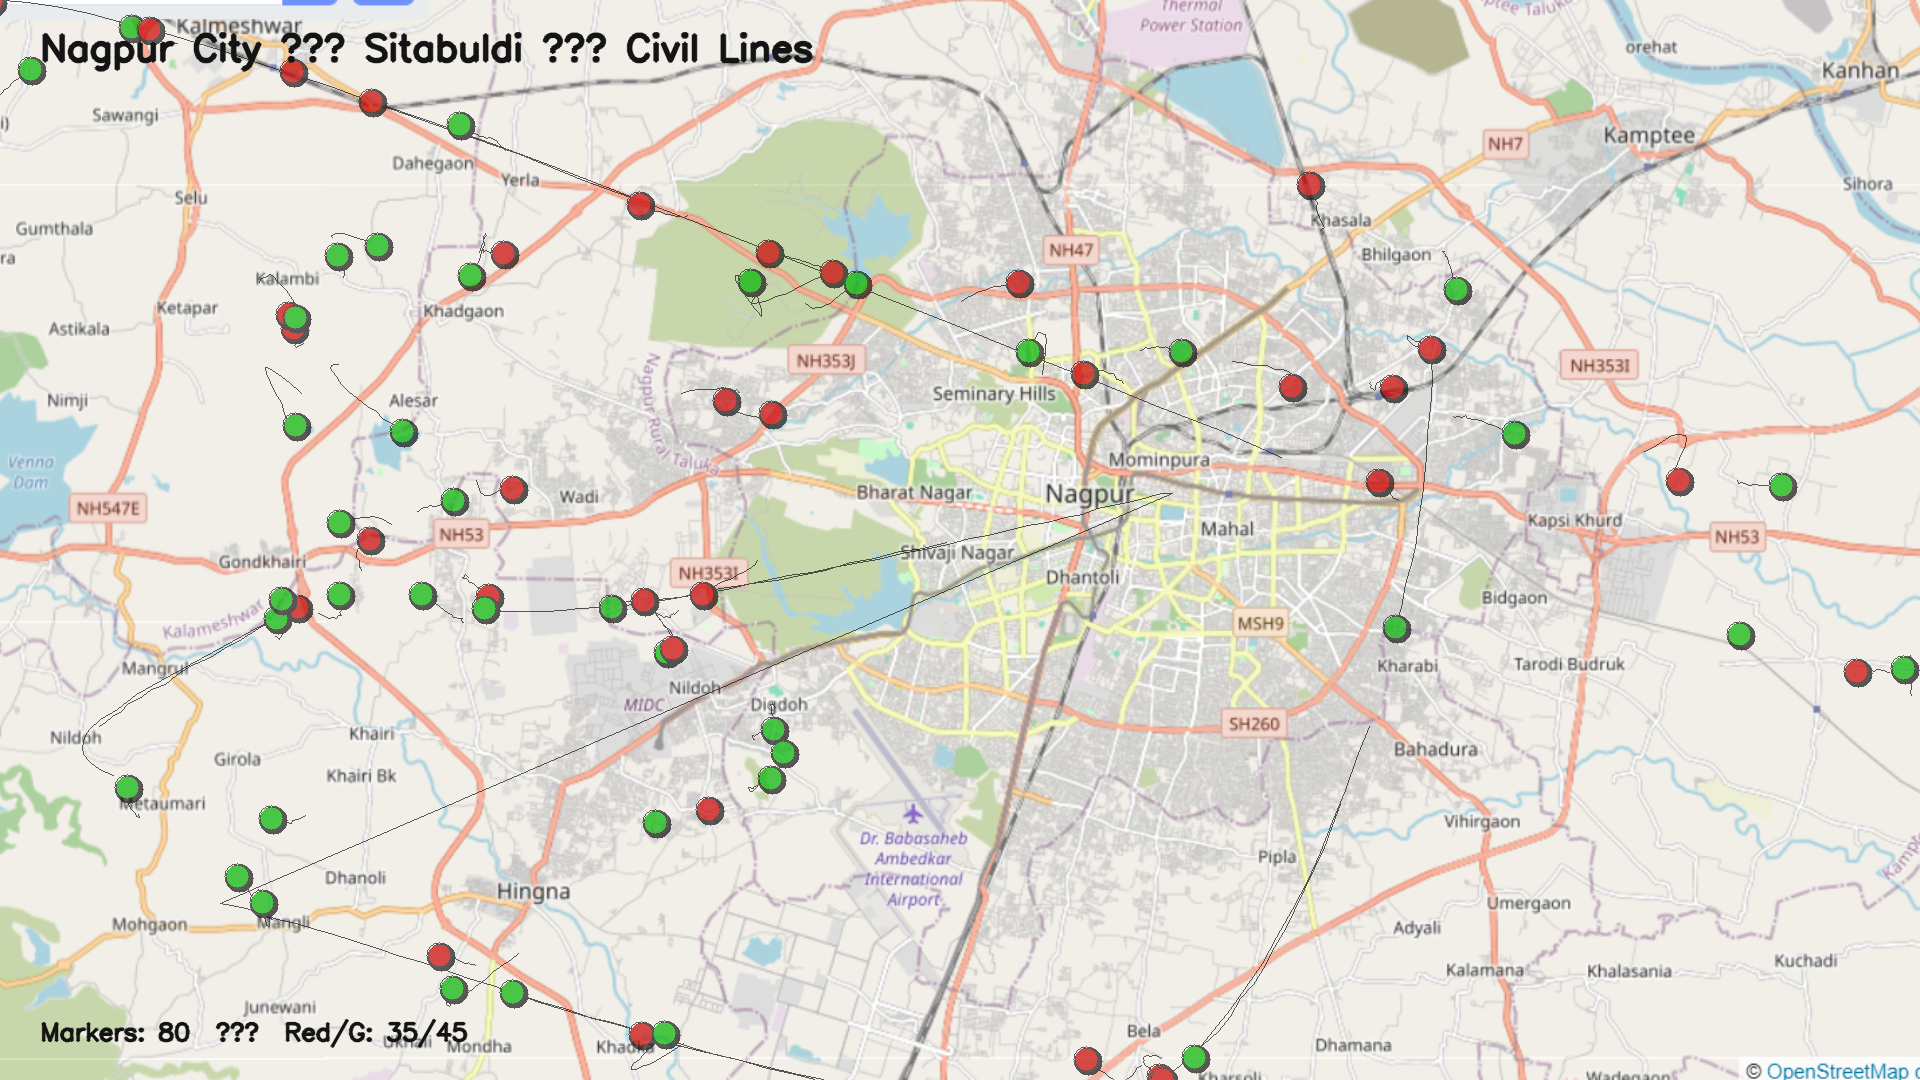 Thermal
Power Station
ptee Taluka
Kalmeshwar
Nagpur City ??? Sitabuldi ??? Civil Lines
orehat
Kanhan
Sawangi
i)
NH7
Kamptee
Dahegaon
Yerla
Selu
Sihora
Gumthala
Khasala
ra
NH47
Bhilgaon
Kalambi
Ketapar
Khadgaon
Astikala
NH353J
NH353I
Nagpur Rural Taluka
Seminary Hills
Nimji
Alesar
Venna
Dam
Mominpura
Wadi
Bharat Nagar
Nagpur
NH547E
Kapsi Khurd
Mahal
NH53
NH53
Gondkhairi
Shivaji Nagar
NH353I
Dhantoli
Bidgaon
Kalameshwar
MSH9
Mangrul
Kharabi
Tarodi Budruk
Nildoh
MIDC
Digdoh
SH260
Nildoh
Khairi
Bahadura
Girola
Khairi Bk
Metaumari
Vihirgaon
Dr. Babasaheb
Ambedkar
International
Airport
Pipla
Kamp
Dhanoli
Hingna
Umergaon
Mohgaon
Mangli
Adyali
Kuchadi
Kalamana
Khalasania
Junewani
Markers: 80 ??? Red/G: 35/45
Bela
Mondha
Khadka
Dhamana
Kharsoli
Wadegaon
© OpenStreetMap c